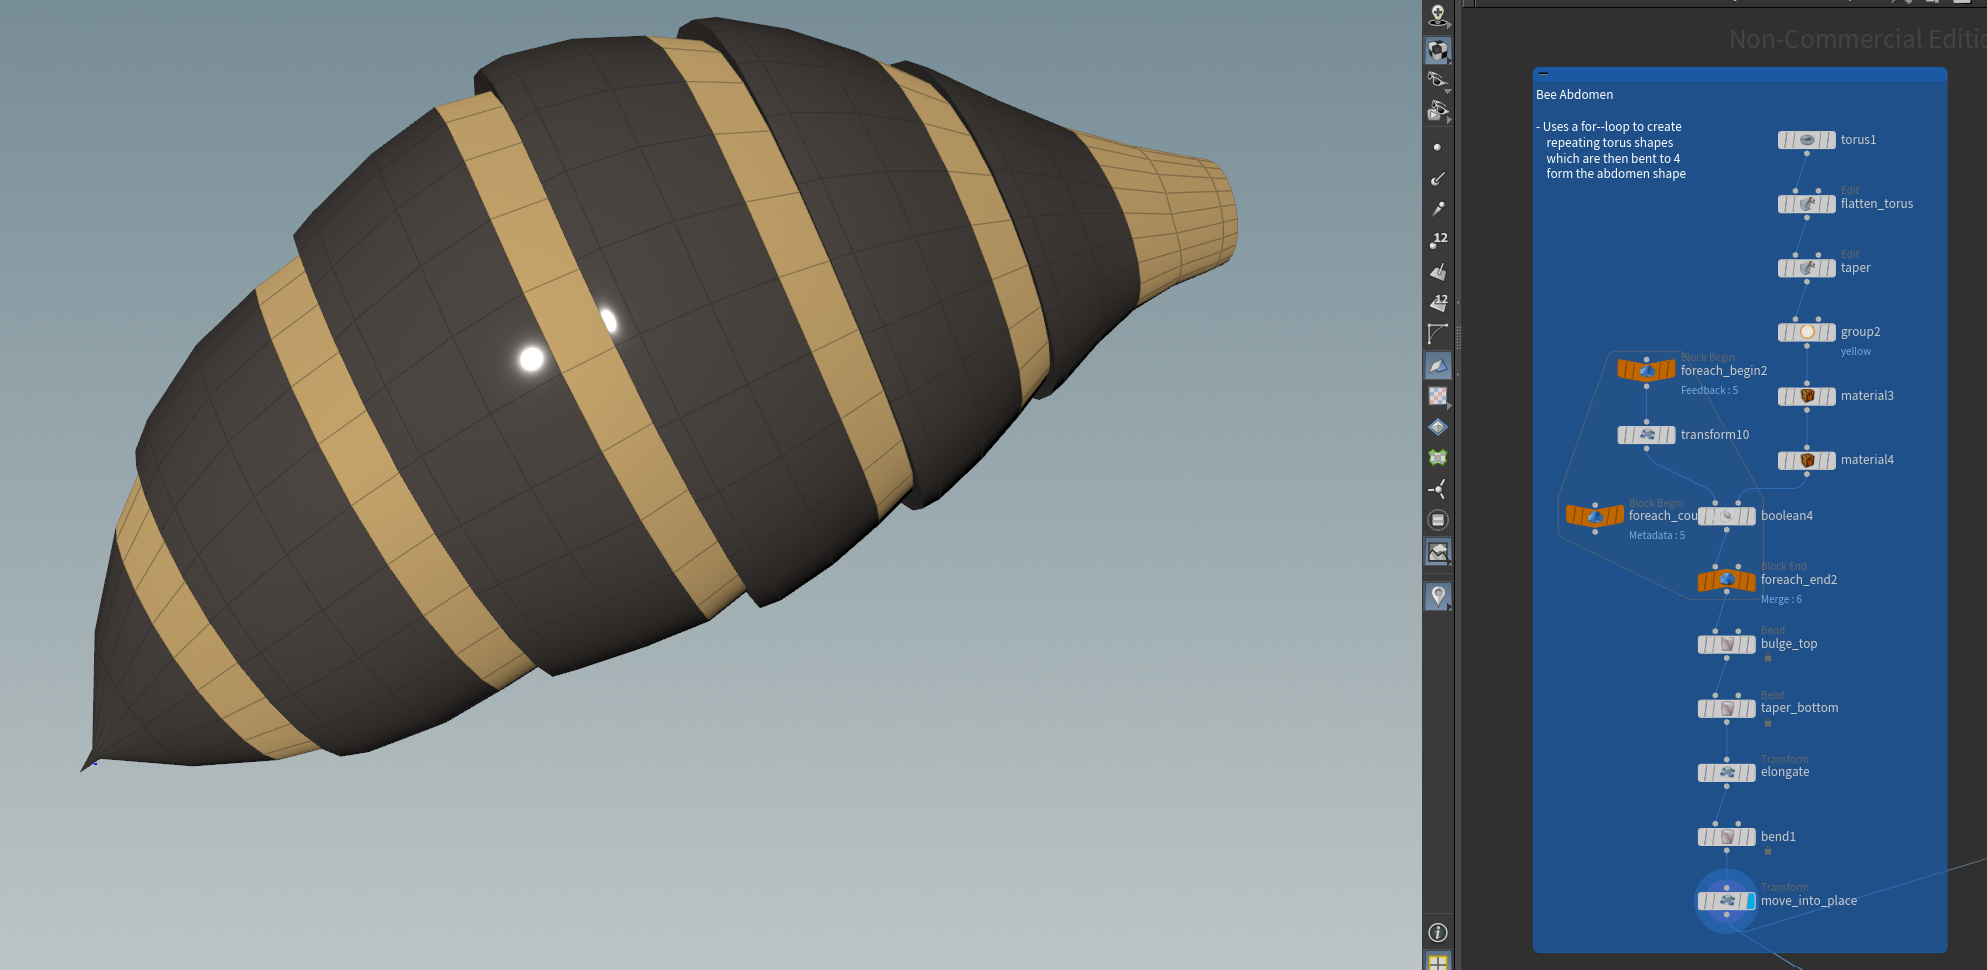 Non-Commercial Editio
Bee Abdomen
- Uses a for--loop to create
repeating torus shapes
which are then bent to 4
form the abdomen shape
torus1
Edit
flatten_torus
Edit
taper
group2
yellow
Block Begin
foreach_begin2
Feedback : 5
material3
transform10
material4
Block Begin
foreach_cou
Metadata : 5
boolean4
Block End
foreach_end2
Merge : 6
Bend
bulge_top
Bend
taper_bottom
Transform
elongate
bend1
Transform
move_into_place
12
12